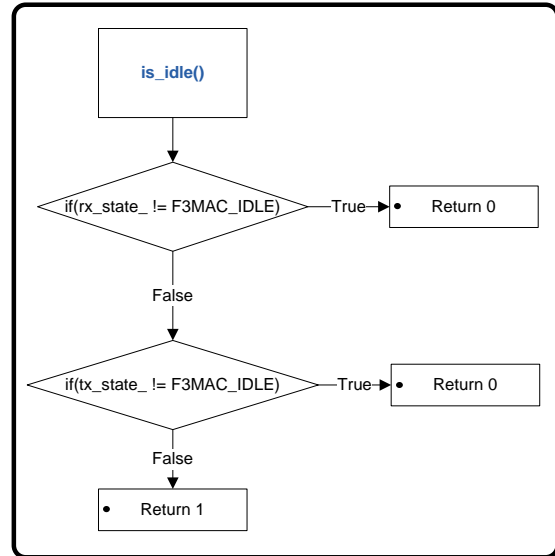 is_idle()
if(rx_state_ != F3MAC_IDLE)
True
• Return 0
False
if(tx_state_ != F3MAC_IDLE)
True
• Return 0
False
• Return 1